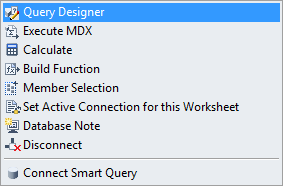 Query Designer
Execute MDX
Calculate
Build Function
Member Selection
Set Active Connection for this Worksheet
Database Note
Disconnect
Connect Smart Query